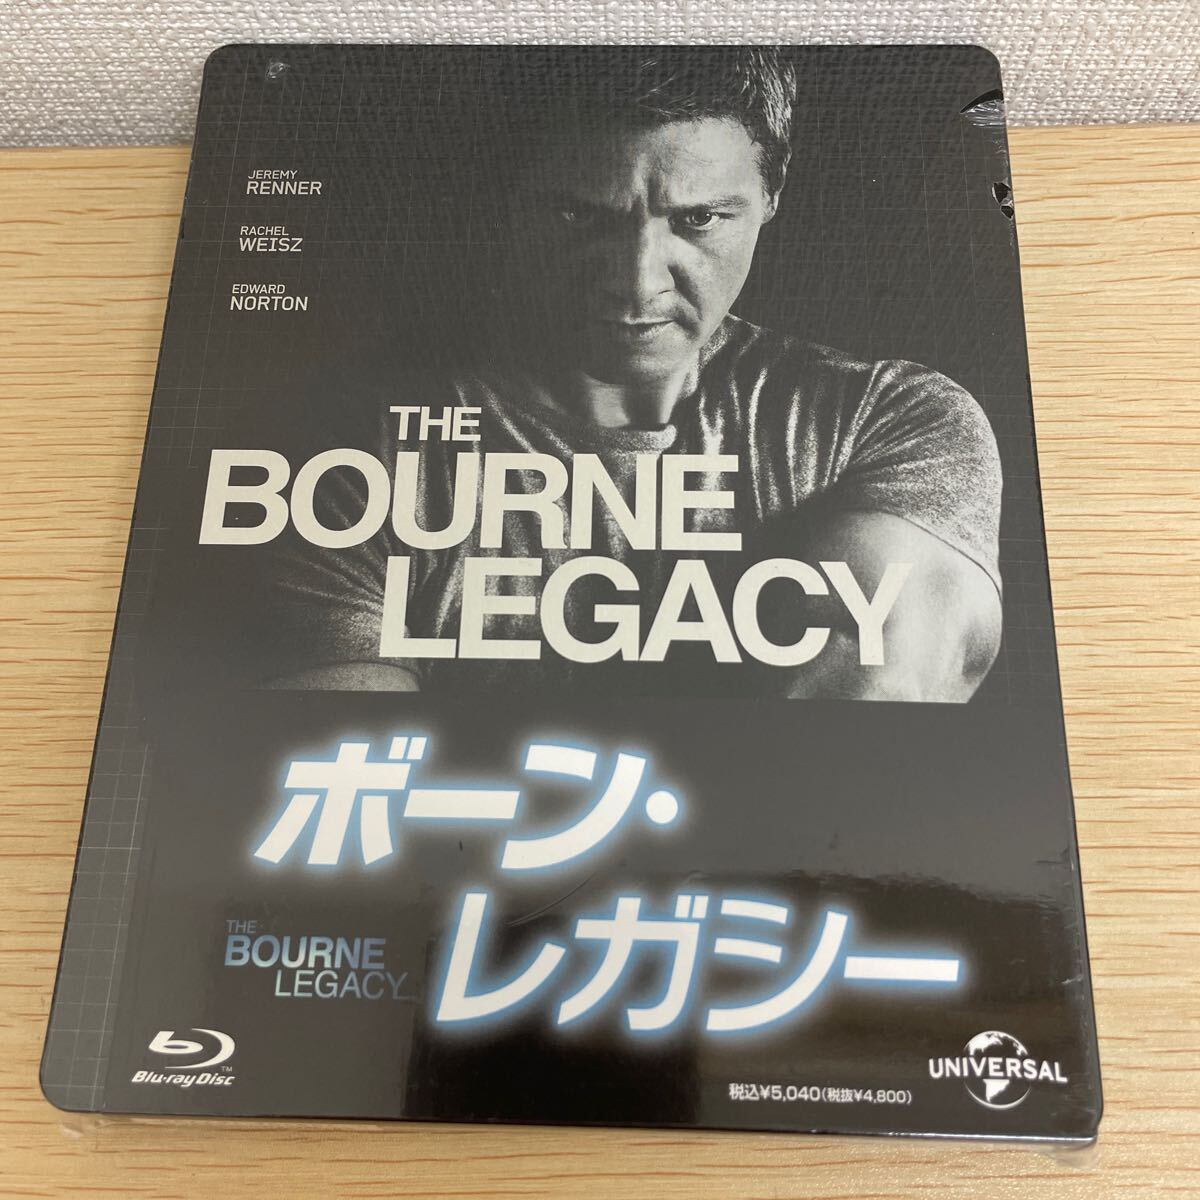 JEREMY
RENNER
RACHEL
WEISZ
EDWARD
NORTON
THE
BOURNE
LEGACY
ボーン・
レガシー
THE
BOURNE
LEGACY
Blu-ray Disc
TM
税込¥5,040(税抜¥4,800)
UNIVERSAL